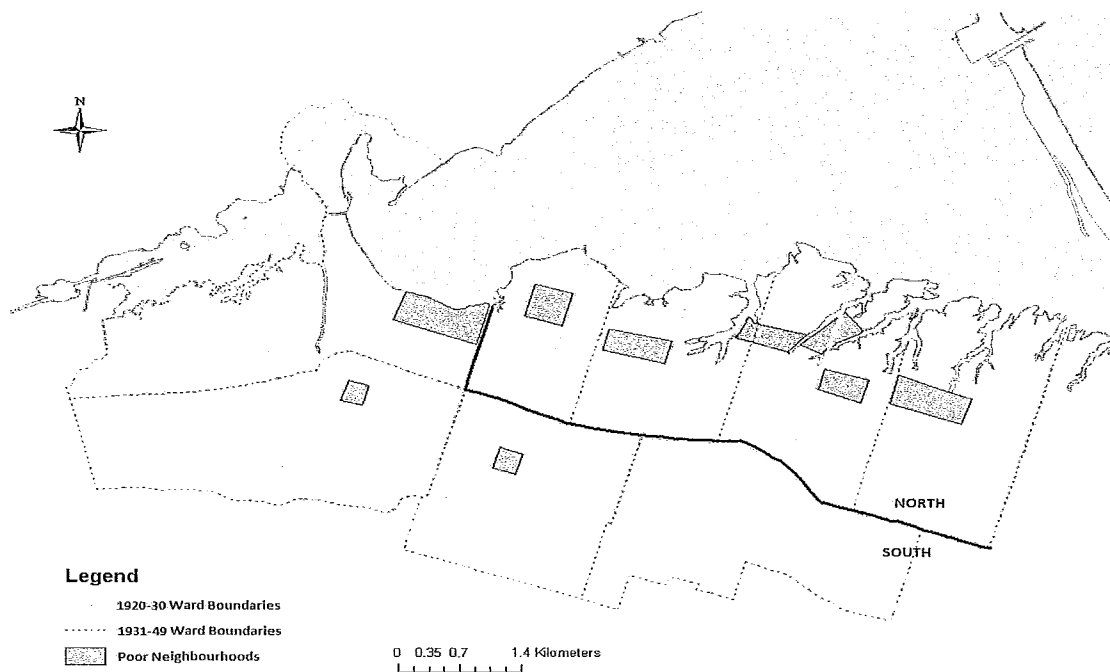 N
NORTH
SOUTH
Legend
1920-30 Ward Boundaries
1931-49 Ward Boundaries
Poor Neighbourhoods
0 0.35 0.7 1.4 Kilometers